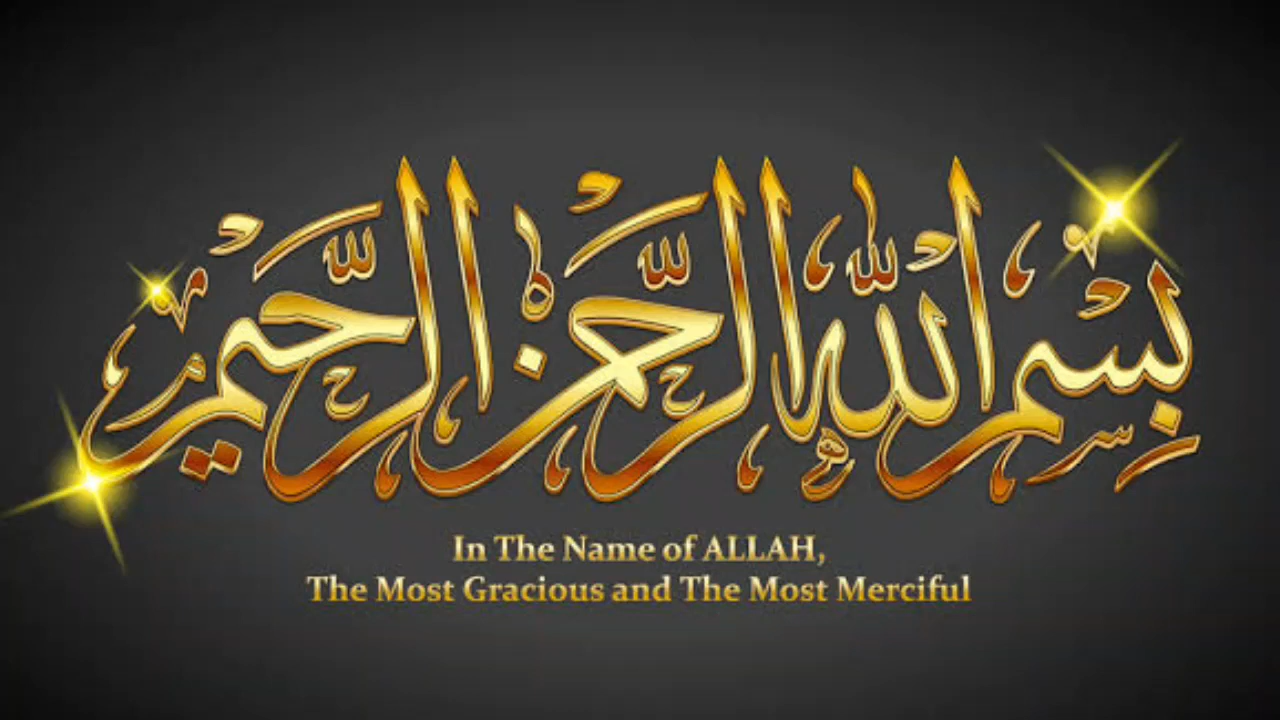 بسم الله الرحمن الرحيم
In The Name of ALLAH,
The Most Gracious and The Most Merciful